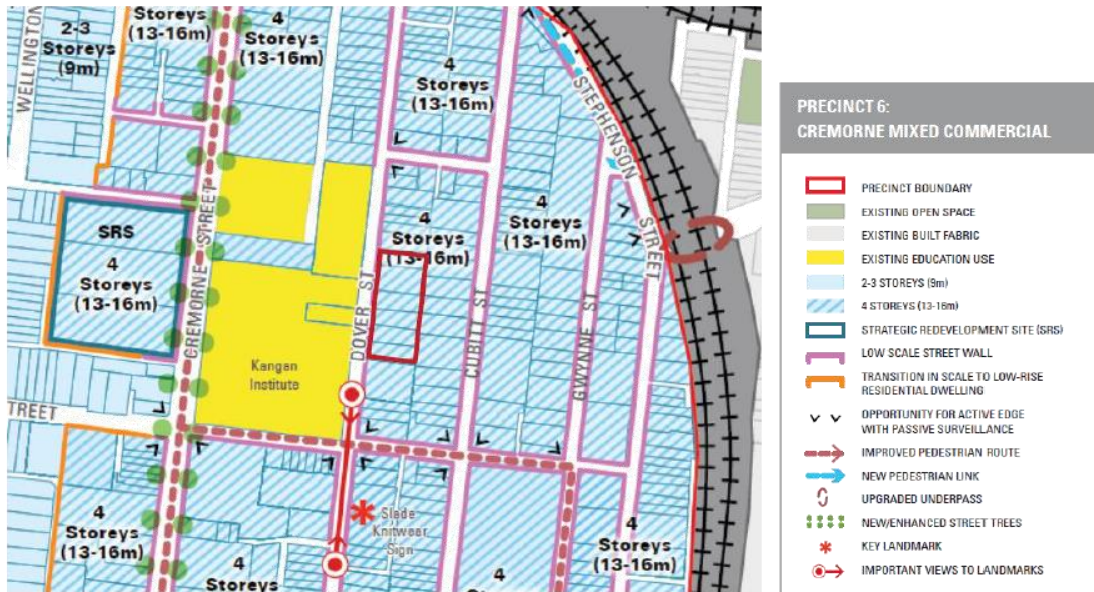 WELLINGTON
2-3
Storeys
(9m)
Storeys
(13-16m)
4
Storeys
(13-16m)
4
Storeys
(13-16m)
STEPHENSON
STREET
4
Storeys
(13-16m)
4
Storeys
(13-16m)
SRS
4
Storeys
(13-16m)
CREMORNE STREET
DOVER ST
CUBITT ST
GWYNNE ST
Kangan
Institute
TREET
4
Storeys
(13-16m)
4
Storeys
Slade
Knitwear
Sign
4
4
Storeys
(13-16m)
PRECINCT 6:
CREMORNE MIXED COMMERCIAL
PRECINCT BOUNDARY
EXISTING OPEN SPACE
EXISTING BUILT FABRIC
EXISTING EDUCATION USE
2-3 STOREYS (9m)
4 STOREYS (13-16m)
STRATEGIC REDEVELOPMENT SITE (SRS)
LOW SCALE STREET WALL
TRANSITION IN SCALE TO LOW-RISE
RESIDENTIAL DWELLING
OPPORTUNITY FOR ACTIVE EDGE
WITH PASSIVE SURVEILLANCE
IMPROVED PEDESTRIAN ROUTE
NEW PEDESTRIAN LINK
UPGRADED UNDERPASS
NEW/ENHANCED STREET TREES
KEY LANDMARK
IMPORTANT VIEWS TO LANDMARKS